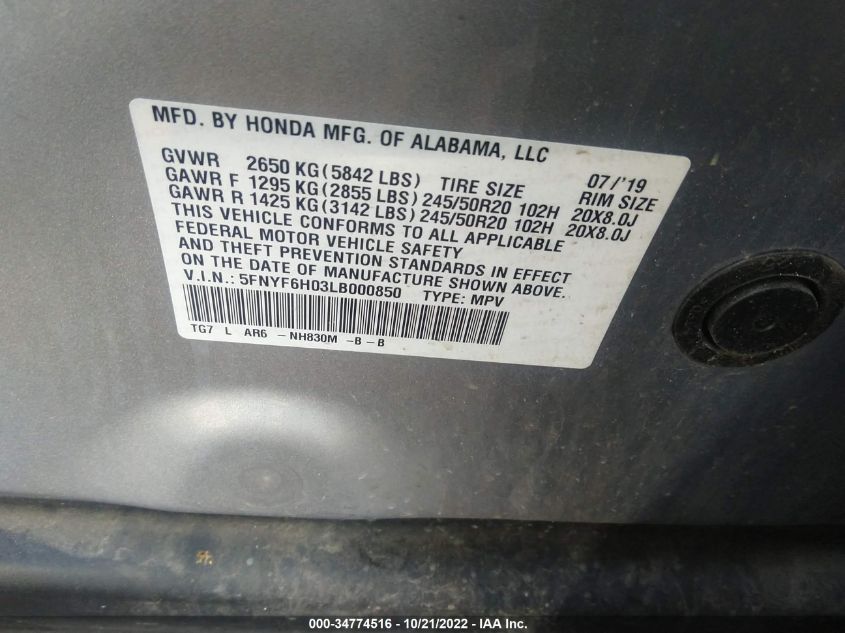 MFD. BY HONDA MFG. OF ALABAMA, LLC
GVWR 2650 KG(5842 LBS) TIRE SIZE 07/'19 RIM SIZE
GAWR F 1295 KG(2855 LBS) 245/50R20 102H 20X8.0J
GAWR R 1425 KG(3142 LBS) 245/50R20 102H 20X8.0J
THIS VEHICLE CONFORMS TO ALL APPLICABLE
FEDERAL MOTOR VEHICLE SAFETY
AND THEFT PREVENTION STANDARDS IN EFFECT
ON THE DATE OF MANUFACTURE SHOWN ABOVE.
V.I.N.: 5FNYF6H03LB000850 TYPE: MPV
TG7 L AR6 -NH830M -B -B
000-34774516 - 10/21/2022 - IAA Inc.